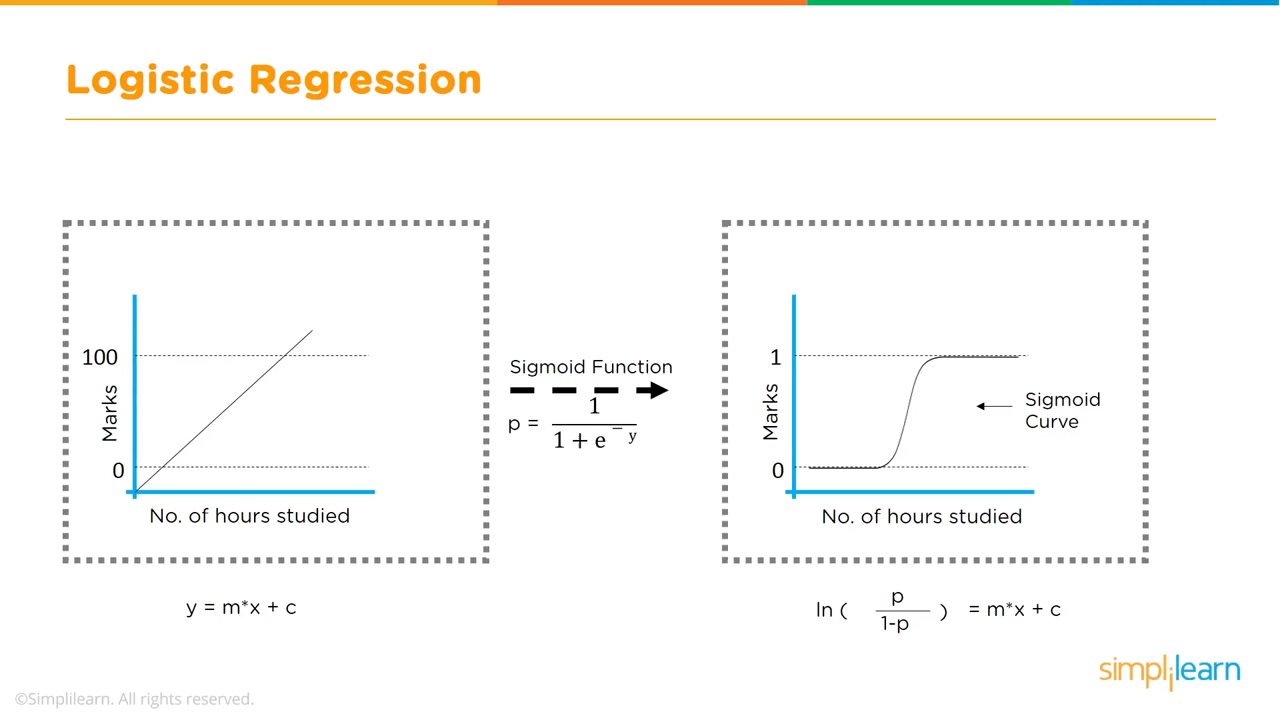 Logistic Regression
100
Marks
0
No. of hours studied
y = m*x + c
Sigmoid Function
p = 1 / 1 + e^– y
1
Marks
0
Sigmoid
Curve
No. of hours studied
ln ( p / 1-p ) = m*x + c
simplilearn
©Simplilearn. All rights reserved.